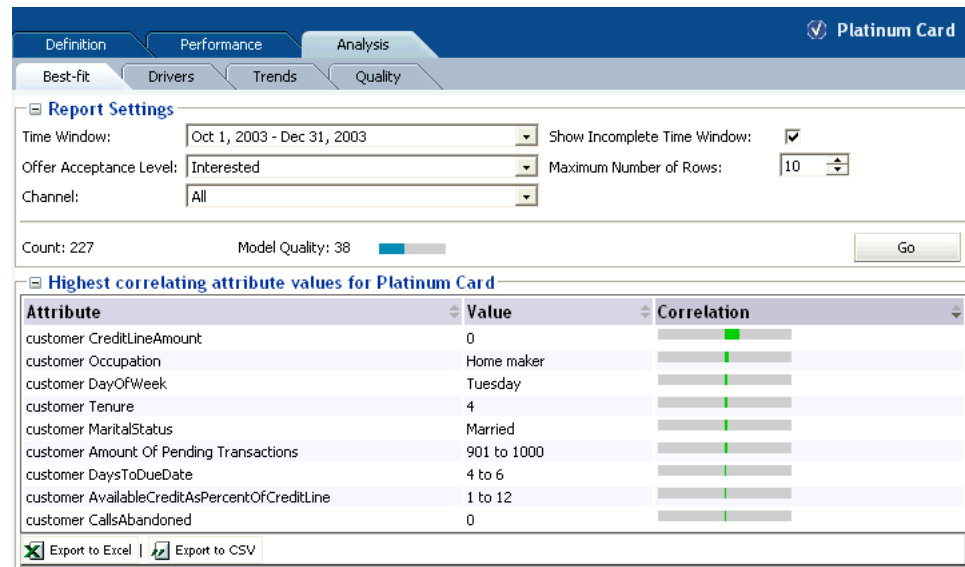 Platinum Card
Definition Performance Analysis
Best-fit Drivers Trends Quality
Report Settings
Time Window: Oct 1, 2003 - Dec 31, 2003 Show Incomplete Time Window:
Offer Acceptance Level: Interested Maximum Number of Rows: 10
Channel: All
Count: 227 Model Quality: 38 Go
Highest correlating attribute values for Platinum Card
Attribute Value Correlation
customer CreditLineAmount 0
customer Occupation Home maker
customer DayOfWeek Tuesday
customer Tenure 4
customer MaritalStatus Married
customer Amount Of Pending Transactions 901 to 1000
customer DaysToDueDate 4 to 6
customer AvailableCreditAsPercentOfCreditLine 1 to 12
customer CallsAbandoned 0
Export to Excel | Export to CSV